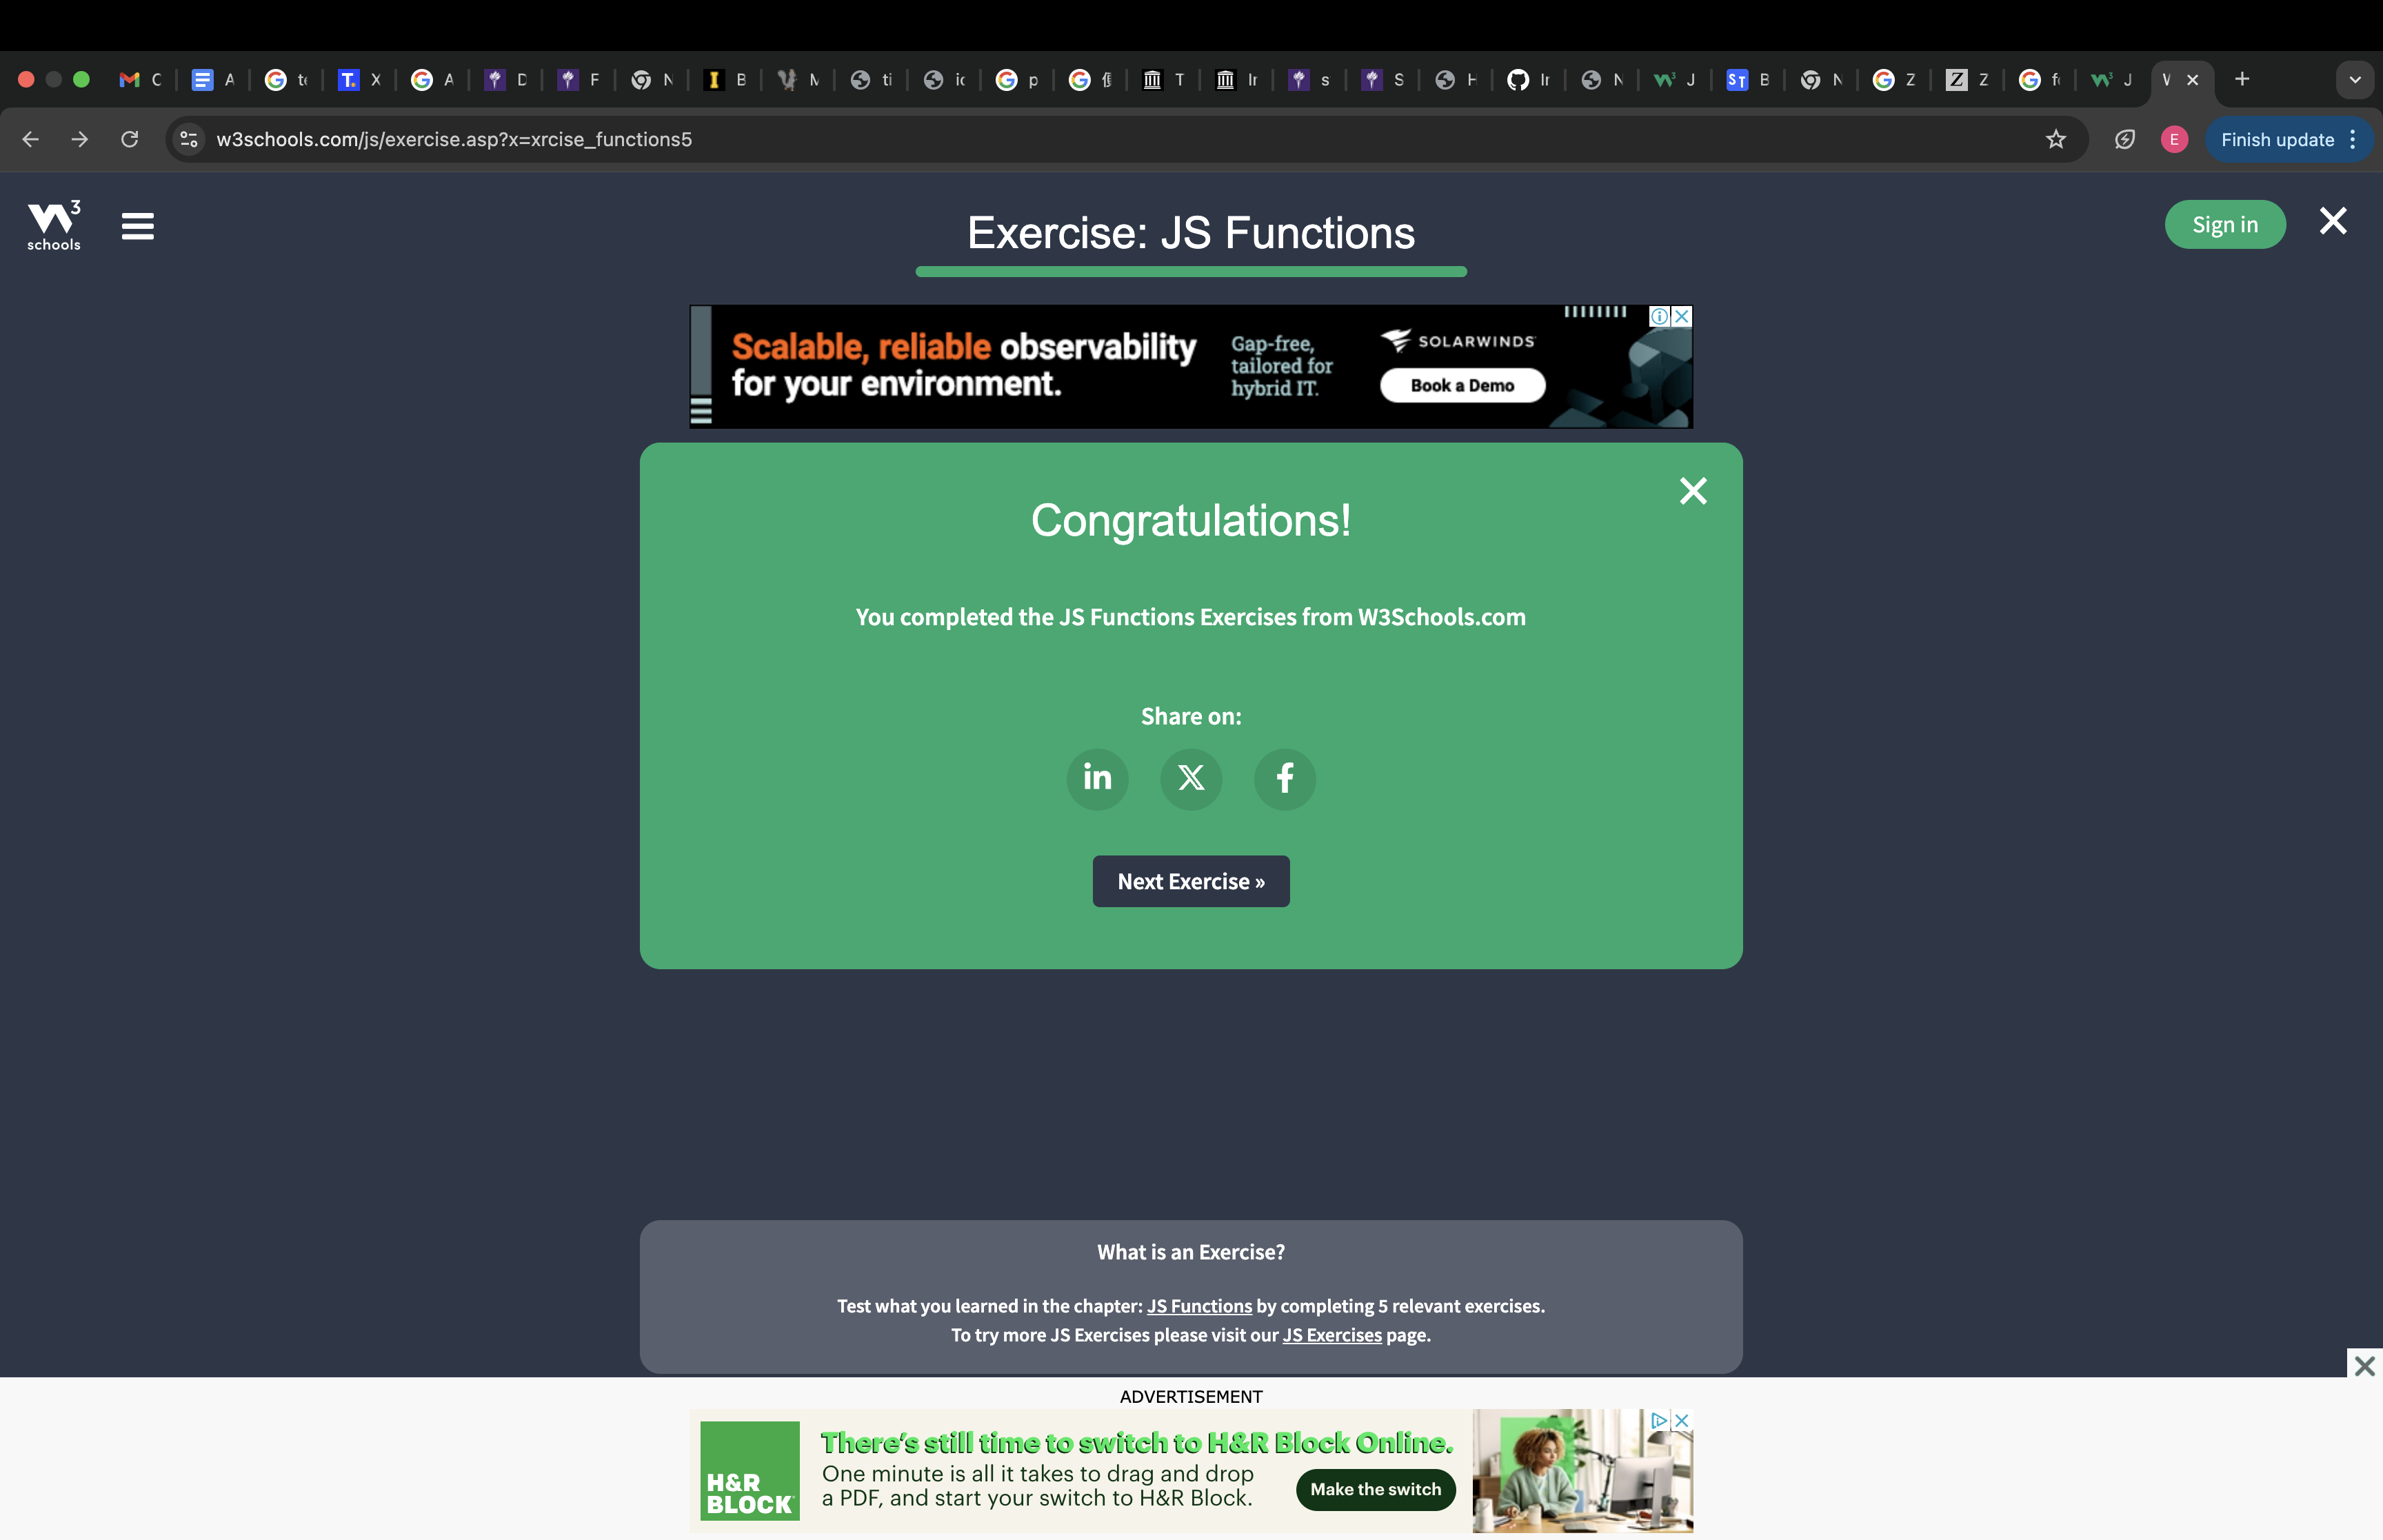 C A te X A D F N B M ti ic p 信 T Ir s S H Ir N J B N Z Z fo J W
w3schools.com/js/exercise.asp?x=xrcise_functions5
E
Finish update
3
schools
Exercise: JS Functions
Sign in
Scalable, reliable observability
for your environment.
Gap-free,
tailored for
hybrid IT.
SOLARWINDS
Book a Demo
Congratulations!
You completed the JS Functions Exercises from W3Schools.com
Share on:
in X f
Next Exercise »
What is an Exercise?
Test what you learned in the chapter: JS Functions by completing 5 relevant exercises.
To try more JS Exercises please visit our JS Exercises page.
ADVERTISEMENT
H&R
BLOCK
There's still time to switch to H&R Block Online.
One minute is all it takes to drag and drop
a PDF, and start your switch to H&R Block.
Make the switch